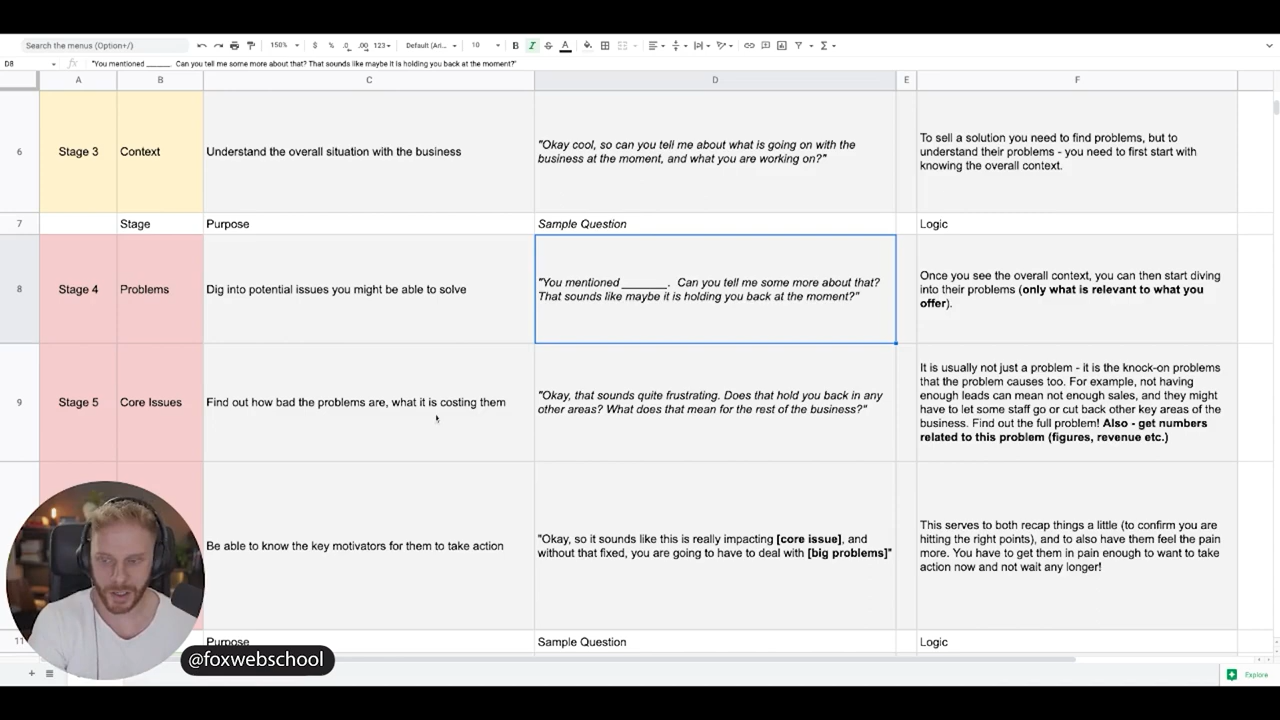 Search the menus (Option+/)
150%
$ % .0 .00 123
Default (Ari...
10
B I S A
D8
fx
"You mentioned ______. Can you tell me some more about that? That sounds like maybe it is holding you back at the moment?"
A B C D E F
6
Stage 3
Context
Understand the overall situation with the business
"Okay cool, so can you tell me about what is going on with the
business at the moment, and what you are working on?"
To sell a solution you need to find problems, but to
understand their problems - you need to first start with
knowing the overall context.
7
Stage
Purpose
Sample Question
Logic
8
Stage 4
Problems
Dig into potential issues you might be able to solve
"You mentioned _______. Can you tell me some more about that?
That sounds like maybe it is holding you back at the moment?"
Once you see the overall context, you can then start diving
into their problems (only what is relevant to what you
offer).
9
Stage 5
Core Issues
Find out how bad the problems are, what it is costing them
"Okay, that sounds quite frustrating. Does that hold you back in any
other areas? What does that mean for the rest of the business?"
It is usually not just a problem - it is the knock-on problems
that the problem causes too. For example, not having
enough leads can mean not enough sales, and they might
have to let some staff go or cut back other key areas of the
business. Find out the full problem! Also - get numbers
related to this problem (figures, revenue etc.)
Be able to know the key motivators for them to take action
"Okay, so it sounds like this is really impacting [core issue], and
without that fixed, you are going to have to deal with [big problems]"
This serves to both recap things a little (to confirm you are
hitting the right points), and to also have them feel the pain
more. You have to get them in pain enough to want to take
action now and not wait any longer!
11
Purpose
Sample Question
Logic
@foxwebschool
Explore